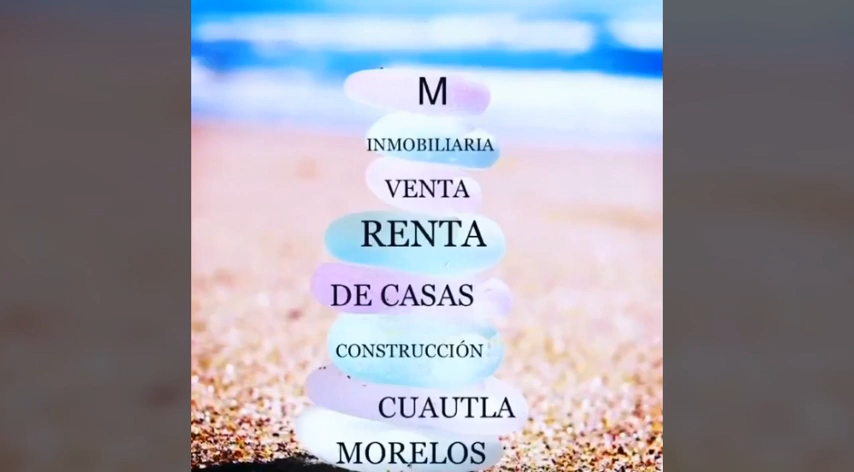 M
INMOBILIARIA
VENTA
RENTA
DE CASAS
CONSTRUCCIÓN
CUAUTLA
MORELOS